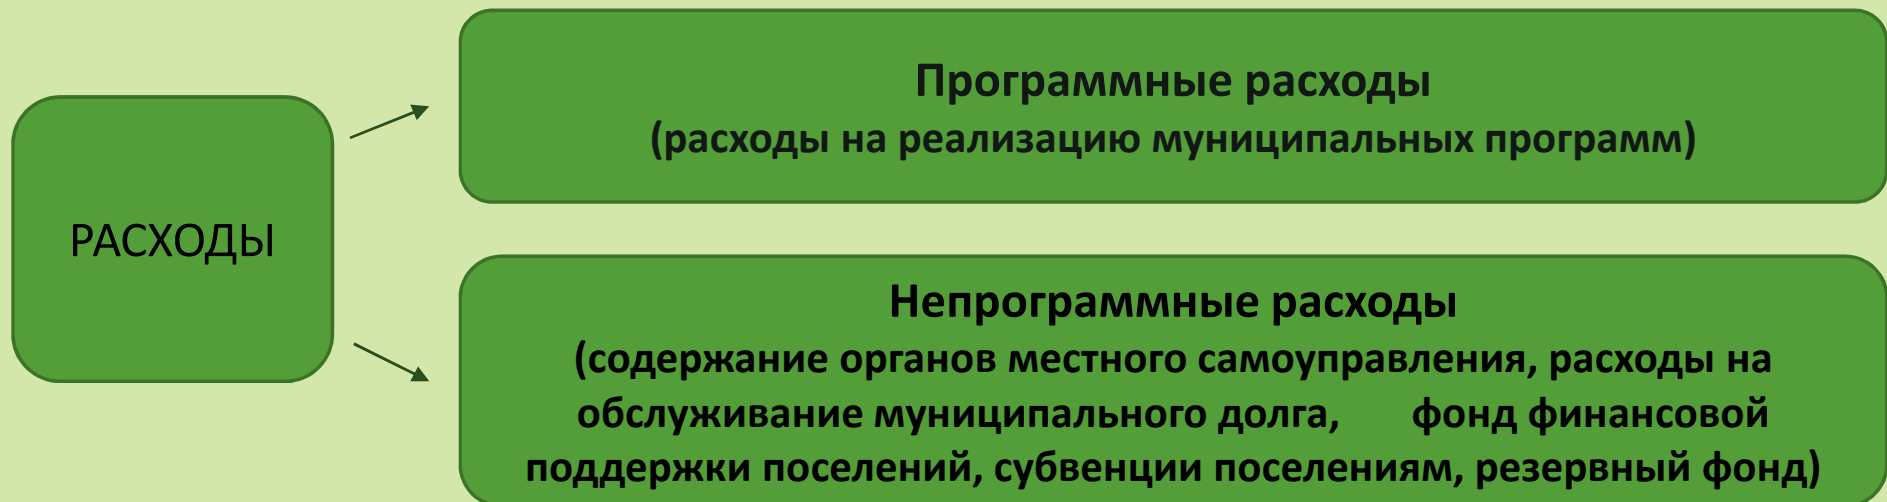 РАСХОДЫ
Программные расходы
(расходы на реализацию муниципальных программ)
Непрограммные расходы
(содержание органов местного самоуправления, расходы на
обслуживание муниципального долга, фонд финансовой
поддержки поселений, субвенции поселениям, резервный фонд)